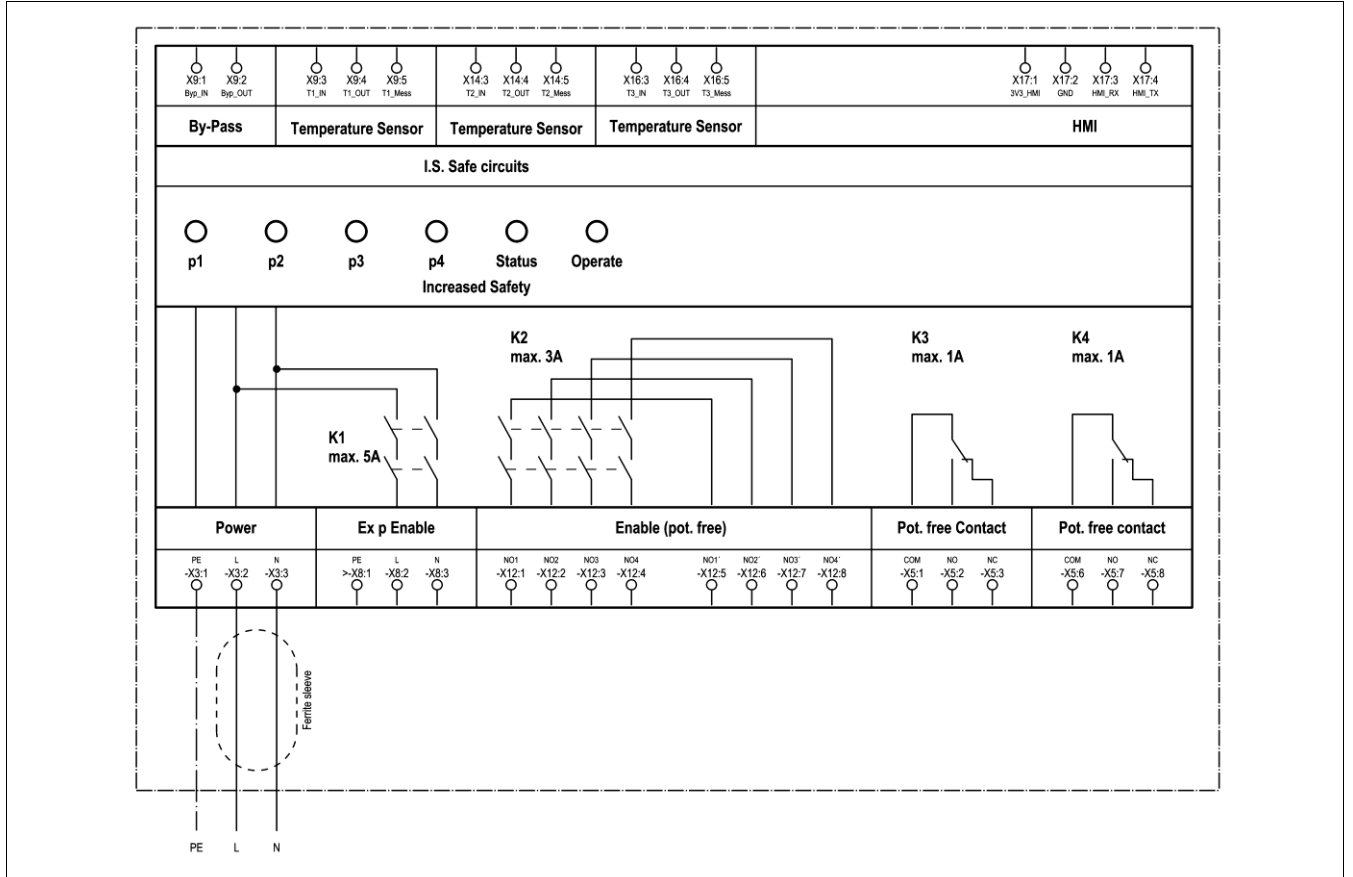 X9:1 X9:2 X9:3 X9:4 X9:5 X14:3 X14:4 X14:5 X16:3 X16:4 X16:5 X17:1 X17:2 X17:3 X17:4
Byp_IN Byp_OUT T1_IN T1_OUT T1_Mess T2_IN T2_OUT T2_Mess T3_IN T3_OUT T3_Mess 3V3_HMI GND HMI_RX HMI_TX
By-Pass Temperature Sensor Temperature Sensor Temperature Sensor HMI
I.S. Safe circuits
p1 p2 p3 p4 Status Operate
Increased Safety
K2 K3 K4
max. 3A max. 1A max. 1A
K1
max. 5A
Power Ex p Enable Enable (pot. free) Pot. free Contact Pot. free contact
PE L N PE L N NO1 NO2 NO3 NO4 NO1´ NO2´ NO3´ NO4´ COM NO NC COM NO NC
-X3:1 -X3:2 -X3:3 >-X8:1 -X8:2 -X8:3 -X12:1 -X12:2 -X12:3 -X12:4 -X12:5 -X12:6 -X12:7 -X12:8 -X5:1 -X5:2 -X5:3 -X5:6 -X5:7 -X5:8
Ferrite sleeve
PE L N